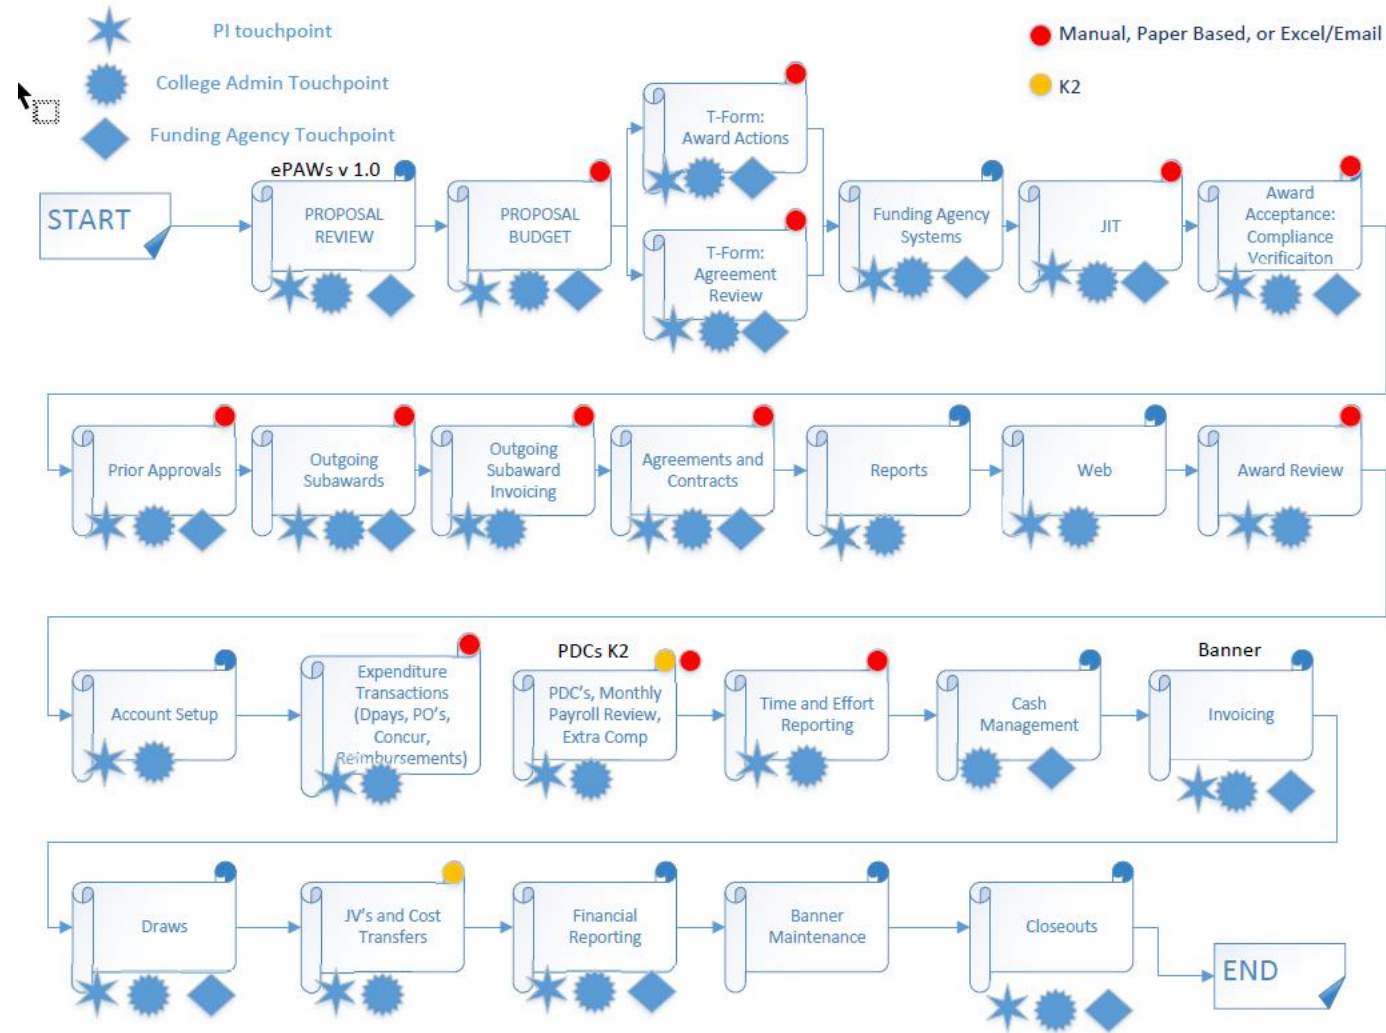 PI touchpoint
College Admin Touchpoint
Funding Agency Touchpoint
Manual, Paper Based, or Excel/Email
K2
START
ePAWs v 1.0
PROPOSAL
REVIEW
PROPOSAL
BUDGET
T-Form:
Award Actions
T-Form:
Agreement
Review
Funding Agency
Systems
JIT
Award
Acceptance:
Compliance
Verificaiton
Prior Approvals
Outgoing
Subawards
Outgoing
Subaward
Invoicing
Agreements and
Contracts
Reports
Web
Award Review
Account Setup
Expenditure
Transactions
(Dpays, PO's,
Concur,
Reimbursements)
PDCs K2
PDC's, Monthly
Payroll Review,
Extra Comp
Time and Effort
Reporting
Cash
Management
Banner
Invoicing
Draws
JV's and Cost
Transfers
Financial
Reporting
Banner
Maintenance
Closeouts
END